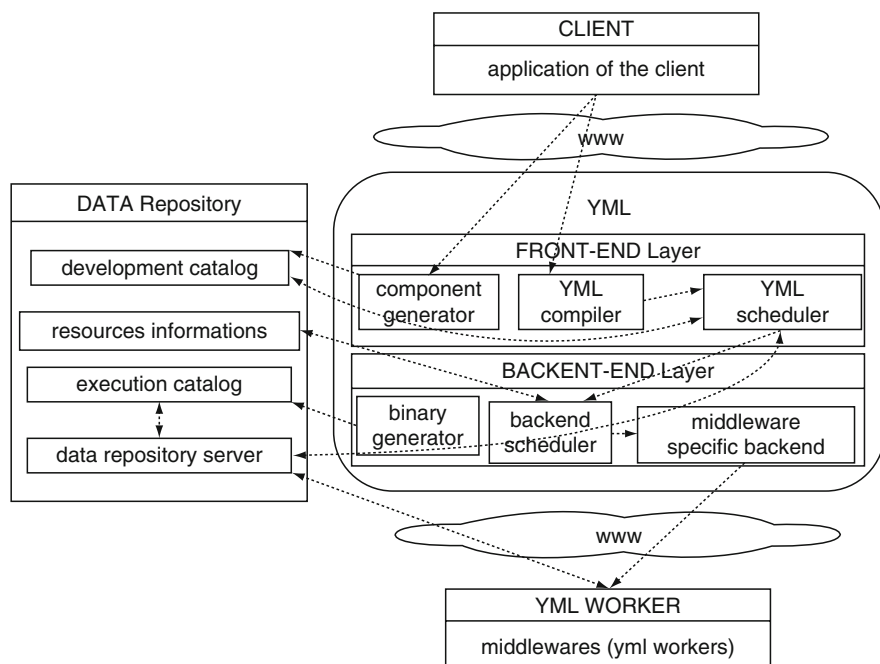 CLIENT
application of the client
www
DATA Repository
development catalog
resources informations
execution catalog
data repository server
YML
FRONT-END Layer
component
generator
YML
compiler
YML
scheduler
BACKENT-END Layer
binary
generator
backend
scheduler
middleware
specific backend
www
YML WORKER
middlewares (yml workers)